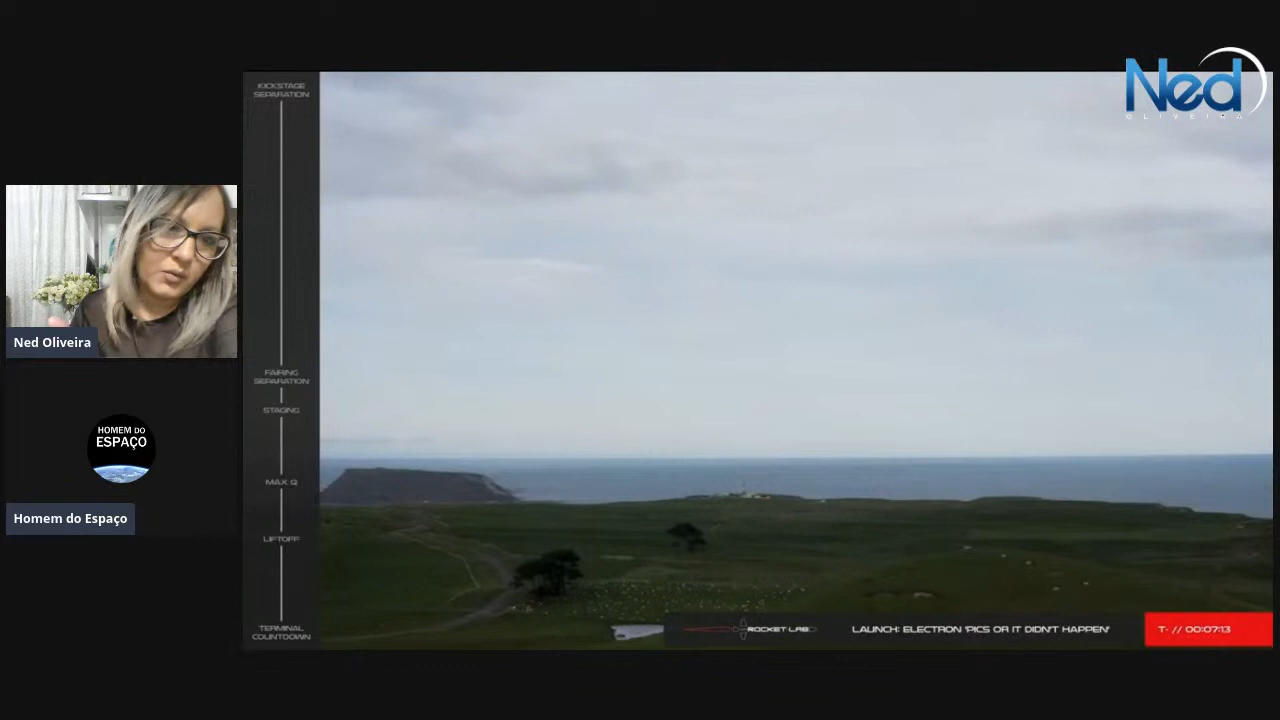 KICKSTAGE
SEPARATION
Ned
OLIVEIRA
Ned Oliveira
FAIRING
SEPARATION
STAGING
HOMEM DO
ESPAÇO
MAX Q
Homem do Espaço
LIFTOFF
TERMINAL
COUNTDOWN
ROCKET LAB
LAUNCH: ELECTRON 'PICS OR IT DIDN'T HAPPEN'
T- // 00:07:13